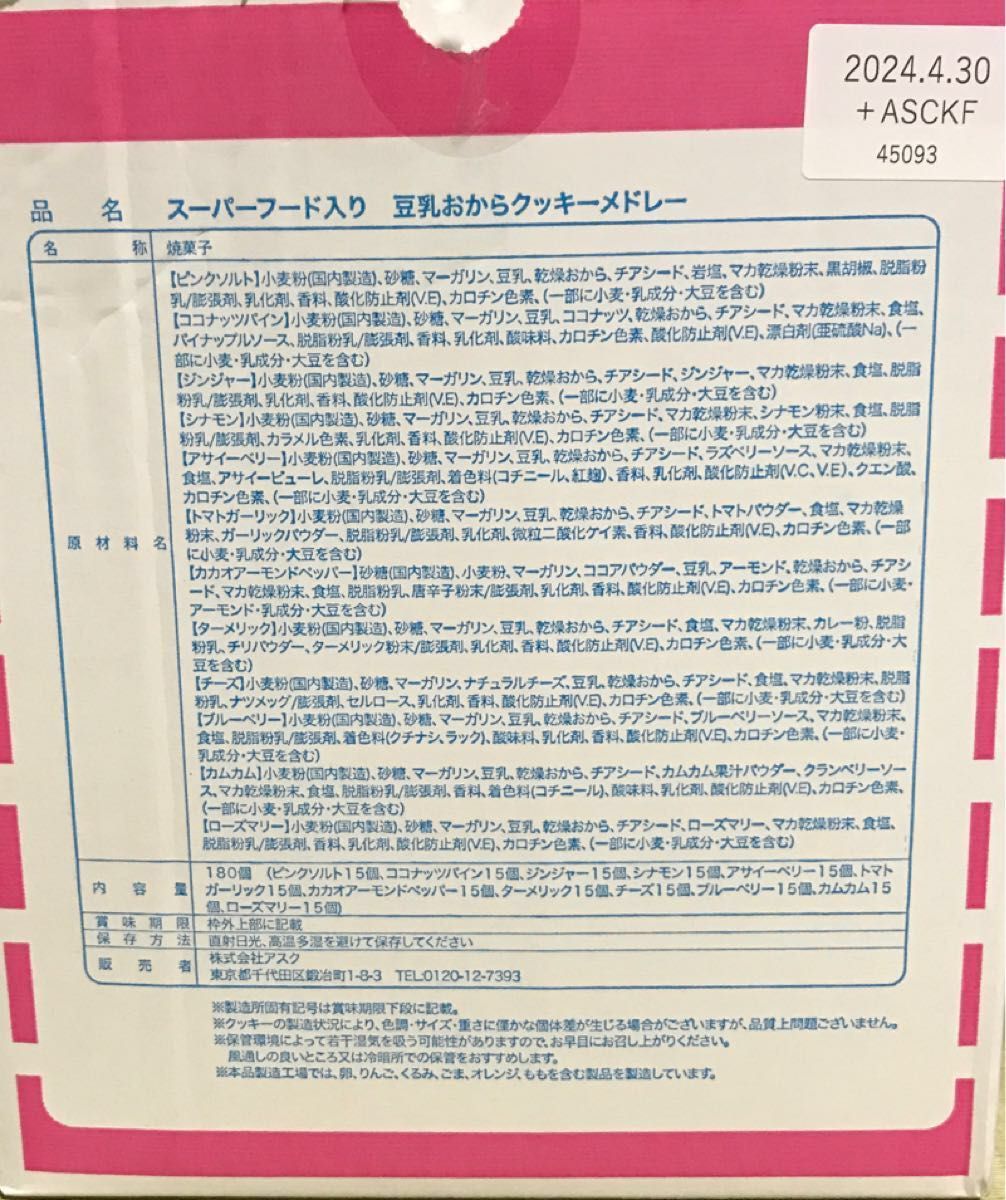 2024.4.30
+ASCKF
45093
品名 スーパーフード入り 豆乳おからクッキーメドレー
名称 焼菓子
原材料名
【ピンクソルト】小麦粉(国内製造)、砂糖、マーガリン、豆乳、乾燥おから、チアシード、岩塩、マカ乾燥粉末、黒胡椒、脱脂粉
乳/膨張剤、乳化剤、香料、酸化防止剤(V.E)、カロチン色素、(一部に小麦・乳成分・大豆を含む)
【ココナッツパイン】小麦粉(国内製造)、砂糖、マーガリン、豆乳、ココナッツ、乾燥おから、チアシード、マカ乾燥粉末、食塩、
パイナップルソース、脱脂粉乳/膨張剤、香料、乳化剤、酸味料、カロチン色素、酸化防止剤(V.E)、漂白剤(亜硫酸Na)、(一
部に小麦・乳成分・大豆を含む)
【ジンジャー】小麦粉(国内製造)、砂糖、マーガリン、豆乳、乾燥おから、チアシード、ジンジャー、マカ乾燥粉末、食塩、脱脂
粉乳/膨張剤、乳化剤、香料、酸化防止剤(V.E)、カロチン色素、(一部に小麦・乳成分・大豆を含む)
【シナモン】小麦粉(国内製造)、砂糖、マーガリン、豆乳、乾燥おから、チアシード、マカ乾燥粉末、シナモン粉末、食塩、脱脂
粉乳/膨張剤、カラメル色素、乳化剤、香料、酸化防止剤(V.E)、カロチン色素、(一部に小麦・乳成分・大豆を含む)
【アサイーベリー】小麦粉(国内製造)、砂糖、マーガリン、豆乳、乾燥おから、チアシード、ラズベリーソース、マカ乾燥粉末、
食塩、アサイーピューレ、脱脂粉乳/膨張剤、着色料(コチニール、紅麹)、香料、乳化剤、酸化防止剤(V.C、V.E)、クエン酸、
カロチン色素、(一部に小麦・乳成分・大豆を含む)
【トマトガーリック】小麦粉(国内製造)、砂糖、マーガリン、豆乳、乾燥おから、チアシード、トマトパウダー、食塩、マカ乾燥
粉末、ガーリックパウダー、脱脂粉乳/膨張剤、乳化剤、微粒二酸化ケイ素、香料、酸化防止剤(V.E)、カロチン色素、(一部
に小麦・乳成分・大豆を含む)
【カカオアーモンドペッパー】砂糖(国内製造)、小麦粉、マーガリン、ココアパウダー、豆乳、アーモンド、乾燥おから、チアシ
ード、マカ乾燥粉末、食塩、脱脂粉乳、唐辛子粉末/膨張剤、乳化剤、香料、酸化防止剤(V.E)、カロチン色素、(一部に小麦・
アーモンド・乳成分・大豆を含む)
【ターメリック】小麦粉(国内製造)、砂糖、マーガリン、豆乳、乾燥おから、チアシード、食塩、マカ乾燥粉末、カレー粉、脱脂
粉乳、チリパウダー、ターメリック粉末/膨張剤、乳化剤、香料、酸化防止剤(V.E)、カロチン色素、(一部に小麦・乳成分・大
豆を含む)
【チーズ】小麦粉(国内製造)、砂糖、マーガリン、ナチュラルチーズ、豆乳、乾燥おから、チアシード、食塩、マカ乾燥粉末、脱脂
粉乳、ナツメッグ/膨張剤、セルロース、乳化剤、香料、酸化防止剤(V.E)、カロチン色素、(一部に小麦・乳成分・大豆を含む)
【ブルーベリー】小麦粉(国内製造)、砂糖、マーガリン、豆乳、乾燥おから、チアシード、ブルーベリーソース、マカ乾燥粉末、
食塩、脱脂粉乳/膨張剤、着色料(クチナシ、ラック)、酸味料、乳化剤、香料、酸化防止剤(V.E)、カロチン色素、(一部に小麦・
乳成分・大豆を含む)
【カムカム】小麦粉(国内製造)、砂糖、マーガリン、豆乳、乾燥おから、チアシード、カムカム果汁パウダー、クランベリーソー
ス、マカ乾燥粉末、食塩、脱脂粉乳/膨張剤、香料、着色料(コチニール)、酸味料、乳化剤、酸化防止剤(V.E)、カロチン色素、
(一部に小麦・乳成分・大豆を含む)
【ローズマリー】小麦粉(国内製造)、砂糖、マーガリン、豆乳、乾燥おから、チアシード、ローズマリー、マカ乾燥粉末、食塩、
脱脂粉乳/膨張剤、香料、乳化剤、酸化防止剤(V.E)、カロチン色素、(一部に小麦・乳成分・大豆を含む)
内容量
180個 (ピンクソルト15個、ココナッツパイン15個、ジンジャー15個、シナモン15個、アサイーベリー15個、トマト
ガーリック15個、カカオアーモンドペッパー15個、ターメリック15個、チーズ15個、ブルーベリー15個、カムカム15
個、ローズマリー15個)
賞味期限 枠外上部に記載
保存方法 直射日光、高温多湿を避けて保存してください
販売者
株式会社アスク
東京都千代田区鍛冶町1-8-3 TEL:0120-12-7393
※製造所固有記号は賞味期限下段に記載。
※クッキーの製造状況により、色調・サイズ・重さに僅かな個体差が生じる場合がございますが、品質上問題ございません。
※保管環境によって若干湿気を吸う可能性がありますので、お早目にお召し上がりください。
風通しの良いところ又は冷暗所での保管をおすすめします。
※本品製造工場では、卵、りんご、くるみ、ごま、オレンジ、ももを含む製品を製造しています。